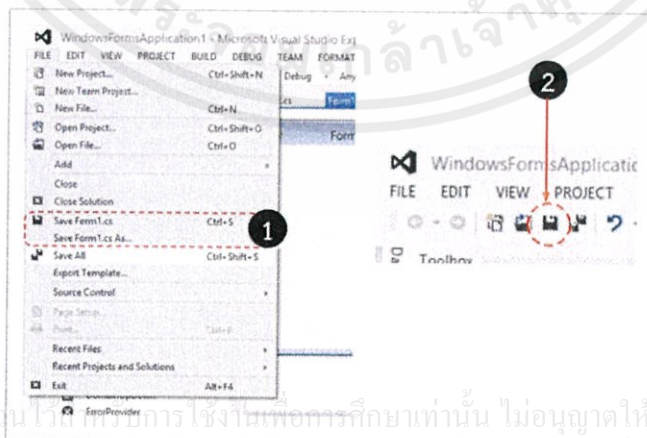 WindowsFormsApplication1 - Microsoft Visual Studio Exp
FILE EDIT VIEW PROJECT BUILD DEBUG TEAM FORMAT
New Project... Ctrl+Shift+N Debug Any
New Team Project...
New File... Ctrl+N
Open Project... Ctrl+Shift+O
Open File... Ctrl+O
Add
Close
Close Solution
Save Form1.cs Ctrl+S
Save Form1.cs As...
1
Save All Ctrl+Shift+S
Export Template...
Source Control
Page Setup...
Print... Ctrl+P
Recent Files
Recent Projects and Solutions
Exit Alt+F4
ErrorProvider
2
WindowsFormsApplicatio
FILE EDIT VIEW PROJECT
Toolbox
การใช้งานเพื่อการศึกษาเท่านั้น ไม่อนุญาตให้